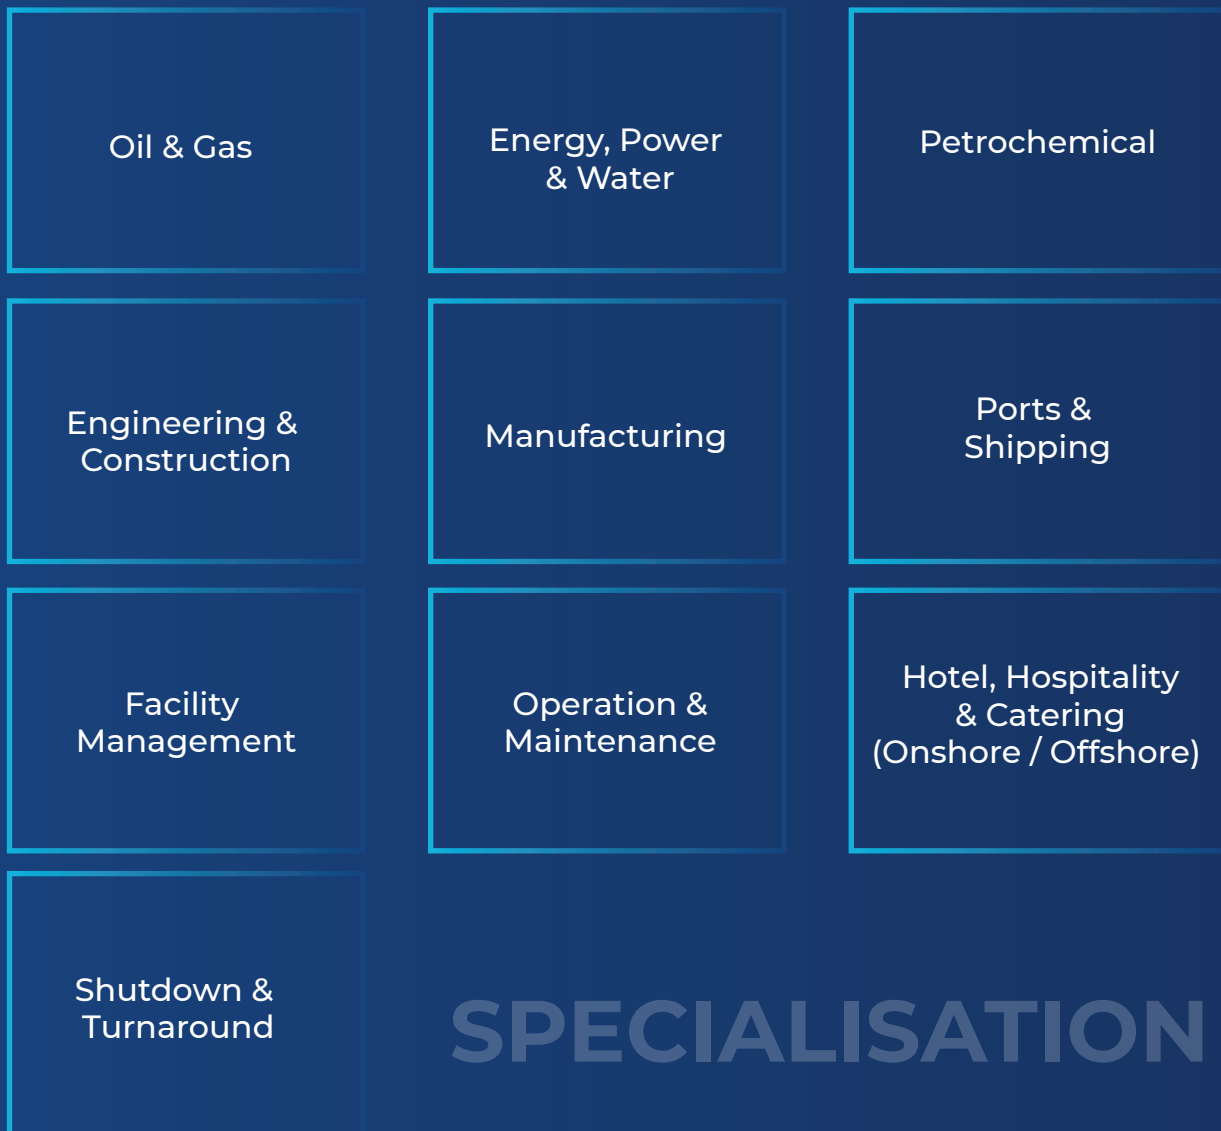 Oil & Gas
Energy, Power
& Water
Petrochemical
Engineering &
Construction
Manufacturing
Ports &
Shipping
Facility
Management
Operation &
Maintenance
Hotel, Hospitality
& Catering
(Onshore / Offshore)
Shutdown &
Turnaround
SPECIALISATION